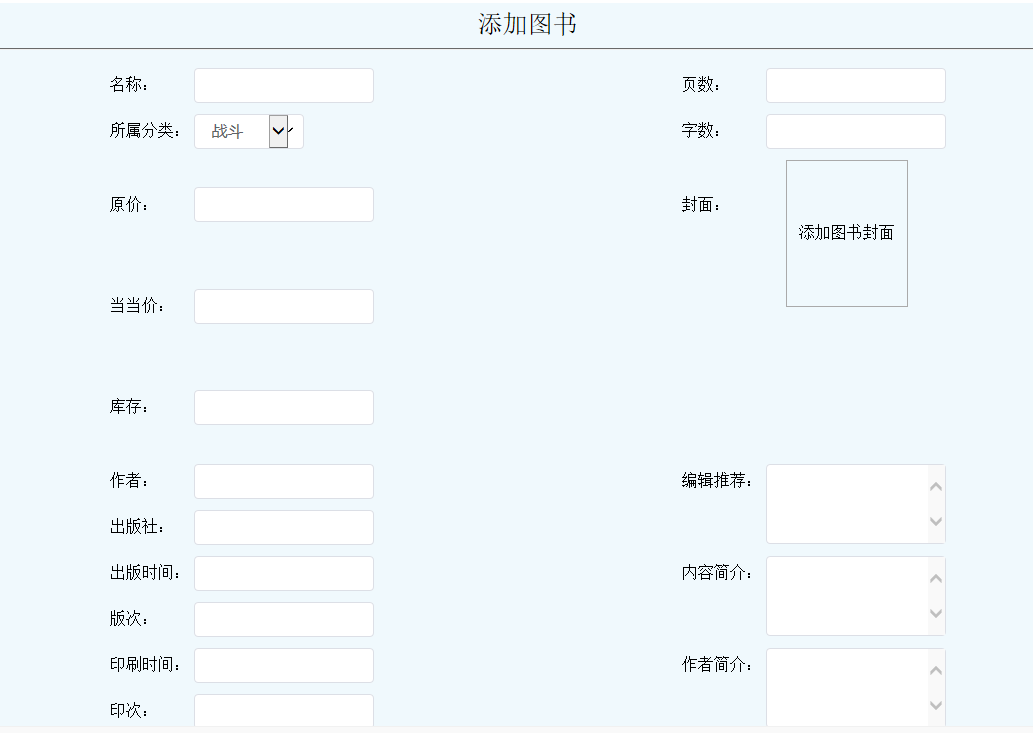 添加图书
名称：
页数：
所属分类：
战斗
字数：
原价：
封面：
添加图书封面
当当价：
库存：
作者：
编辑推荐：
出版社：
出版时间：
内容简介：
版次：
印刷时间：
作者简介：
印次：